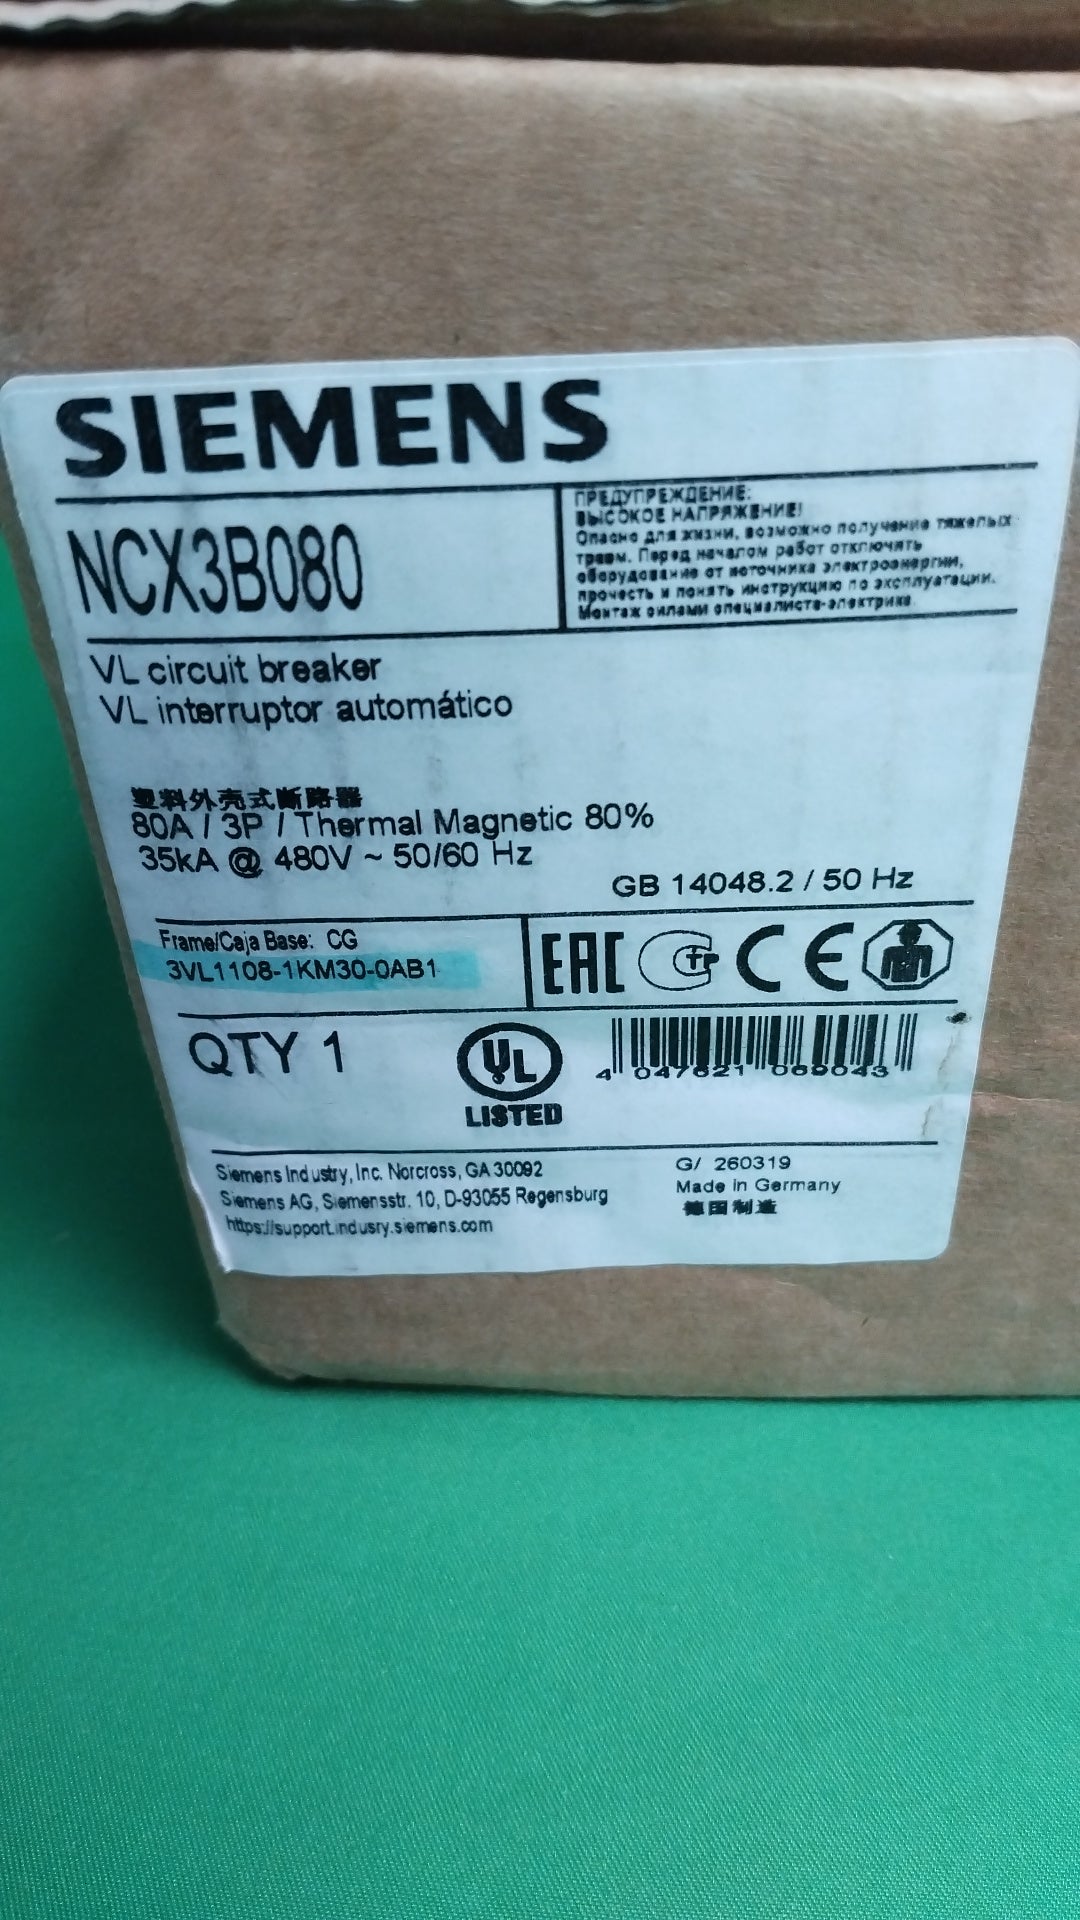 SIEMENS
NCX3B080
ПРЕДУПРЕЖДЕНИЕ:
ВЫСОКОЕ НАПРЯЖЕНИЕ!
Опасно для жизни, возможно получение тяжелых
травм. Перед началом работ отключить
оборудование от источника электроэнергии,
прочесть и понять инструкцию по эксплуатации.
Монтаж силами специалиста-электрика.
VL circuit breaker
VL interruptor automático
塑料外壳式断路器
80A / 3P / Thermal Magnetic 80%
35kA @ 480V ~ 50/60 Hz
GB 14048.2 / 50 Hz
Frame/Caja Base: CG
3VL1108-1KM30-0AB1
EAC
CE
QTY 1
UL
LISTED
G/ 260319
Siemens Industry, Inc. Norcross, GA 30092
Made in Germany
Siemens AG, Siemensstr. 10, D-93055 Regensburg
德国制造
https://support.indusry.siemens.com